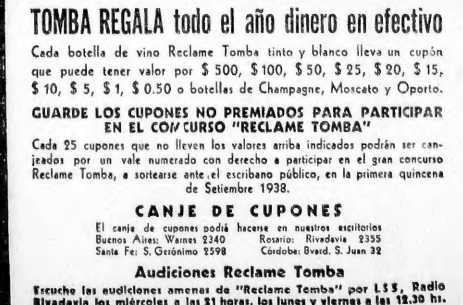 TOMBA REGALA todo el año dinero en efectivo
Cada botella de vino Reclame Tomba tinto y blanco lleva un cupón
que puede tener valor por $ 500, $ 100, $ 50, $ 25, $ 20, $ 15,
$ 10, $ 5, $ 1, $ 0.50 o botellas de Champagne, Moscato y Oporto.
GUARDE LOS CUPONES NO PREMIADOS PARA PARTICIPAR
EN EL CONCURSO "RECLAME TOMBA"
Cada 25 cupones que no lleven los valores arriba indicados podrán ser can-
jeados por un vale numerado con derecho a participar en el gran concurso
Reclame Tomba, a sortearse ante el escribano público, en la primera quincena
de Setiembre 1938.
CANJE DE CUPONES
El canje de cupones podrá hacerse en nuestros escritorios
Buenos Aires: Warnes 2340 Rosario: Rivadavia 2355
Santa Fe: S. Gerónimo 2598 Córdoba: Bvard. S. Juan 32
Audiciones Reclame Tomba
Escuche las audiciones amenas de "Reclame Tomba" por LS5, Radio
Rivadavia los miércoles a las 21 horas, los lunes y viernes a las 12.30 hs.